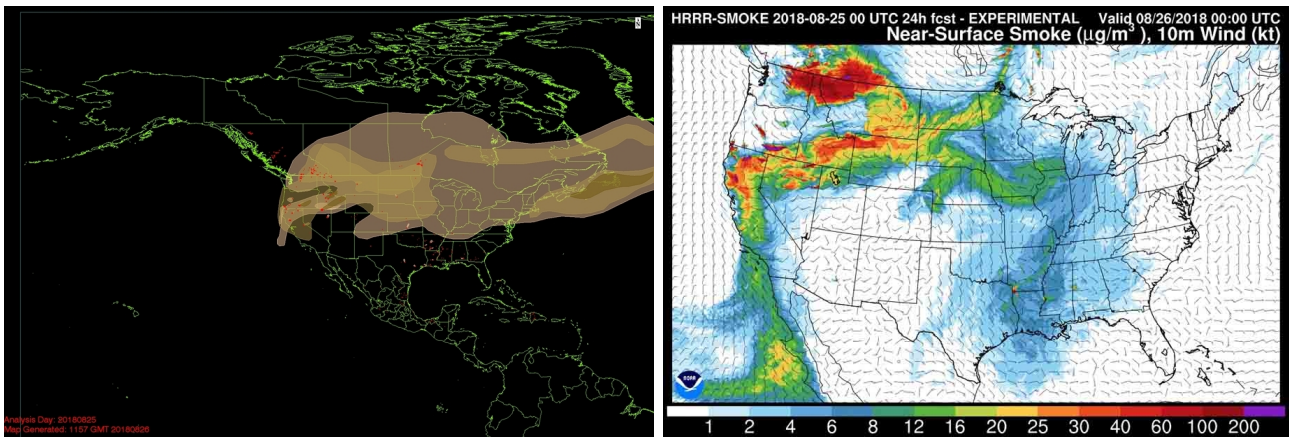 Analysis Day: 20180825
Map Generated: 1157 GMT 20180826
HRRR-SMOKE 2018-08-25 00 UTC 24h fcst - EXPERIMENTAL Valid 08/26/2018 00:00 UTC
Near-Surface Smoke (μg/m³), 10m Wind (kt)
NOAA
1 2 4 6 8 12 16 20 25 30 40 60 100 200